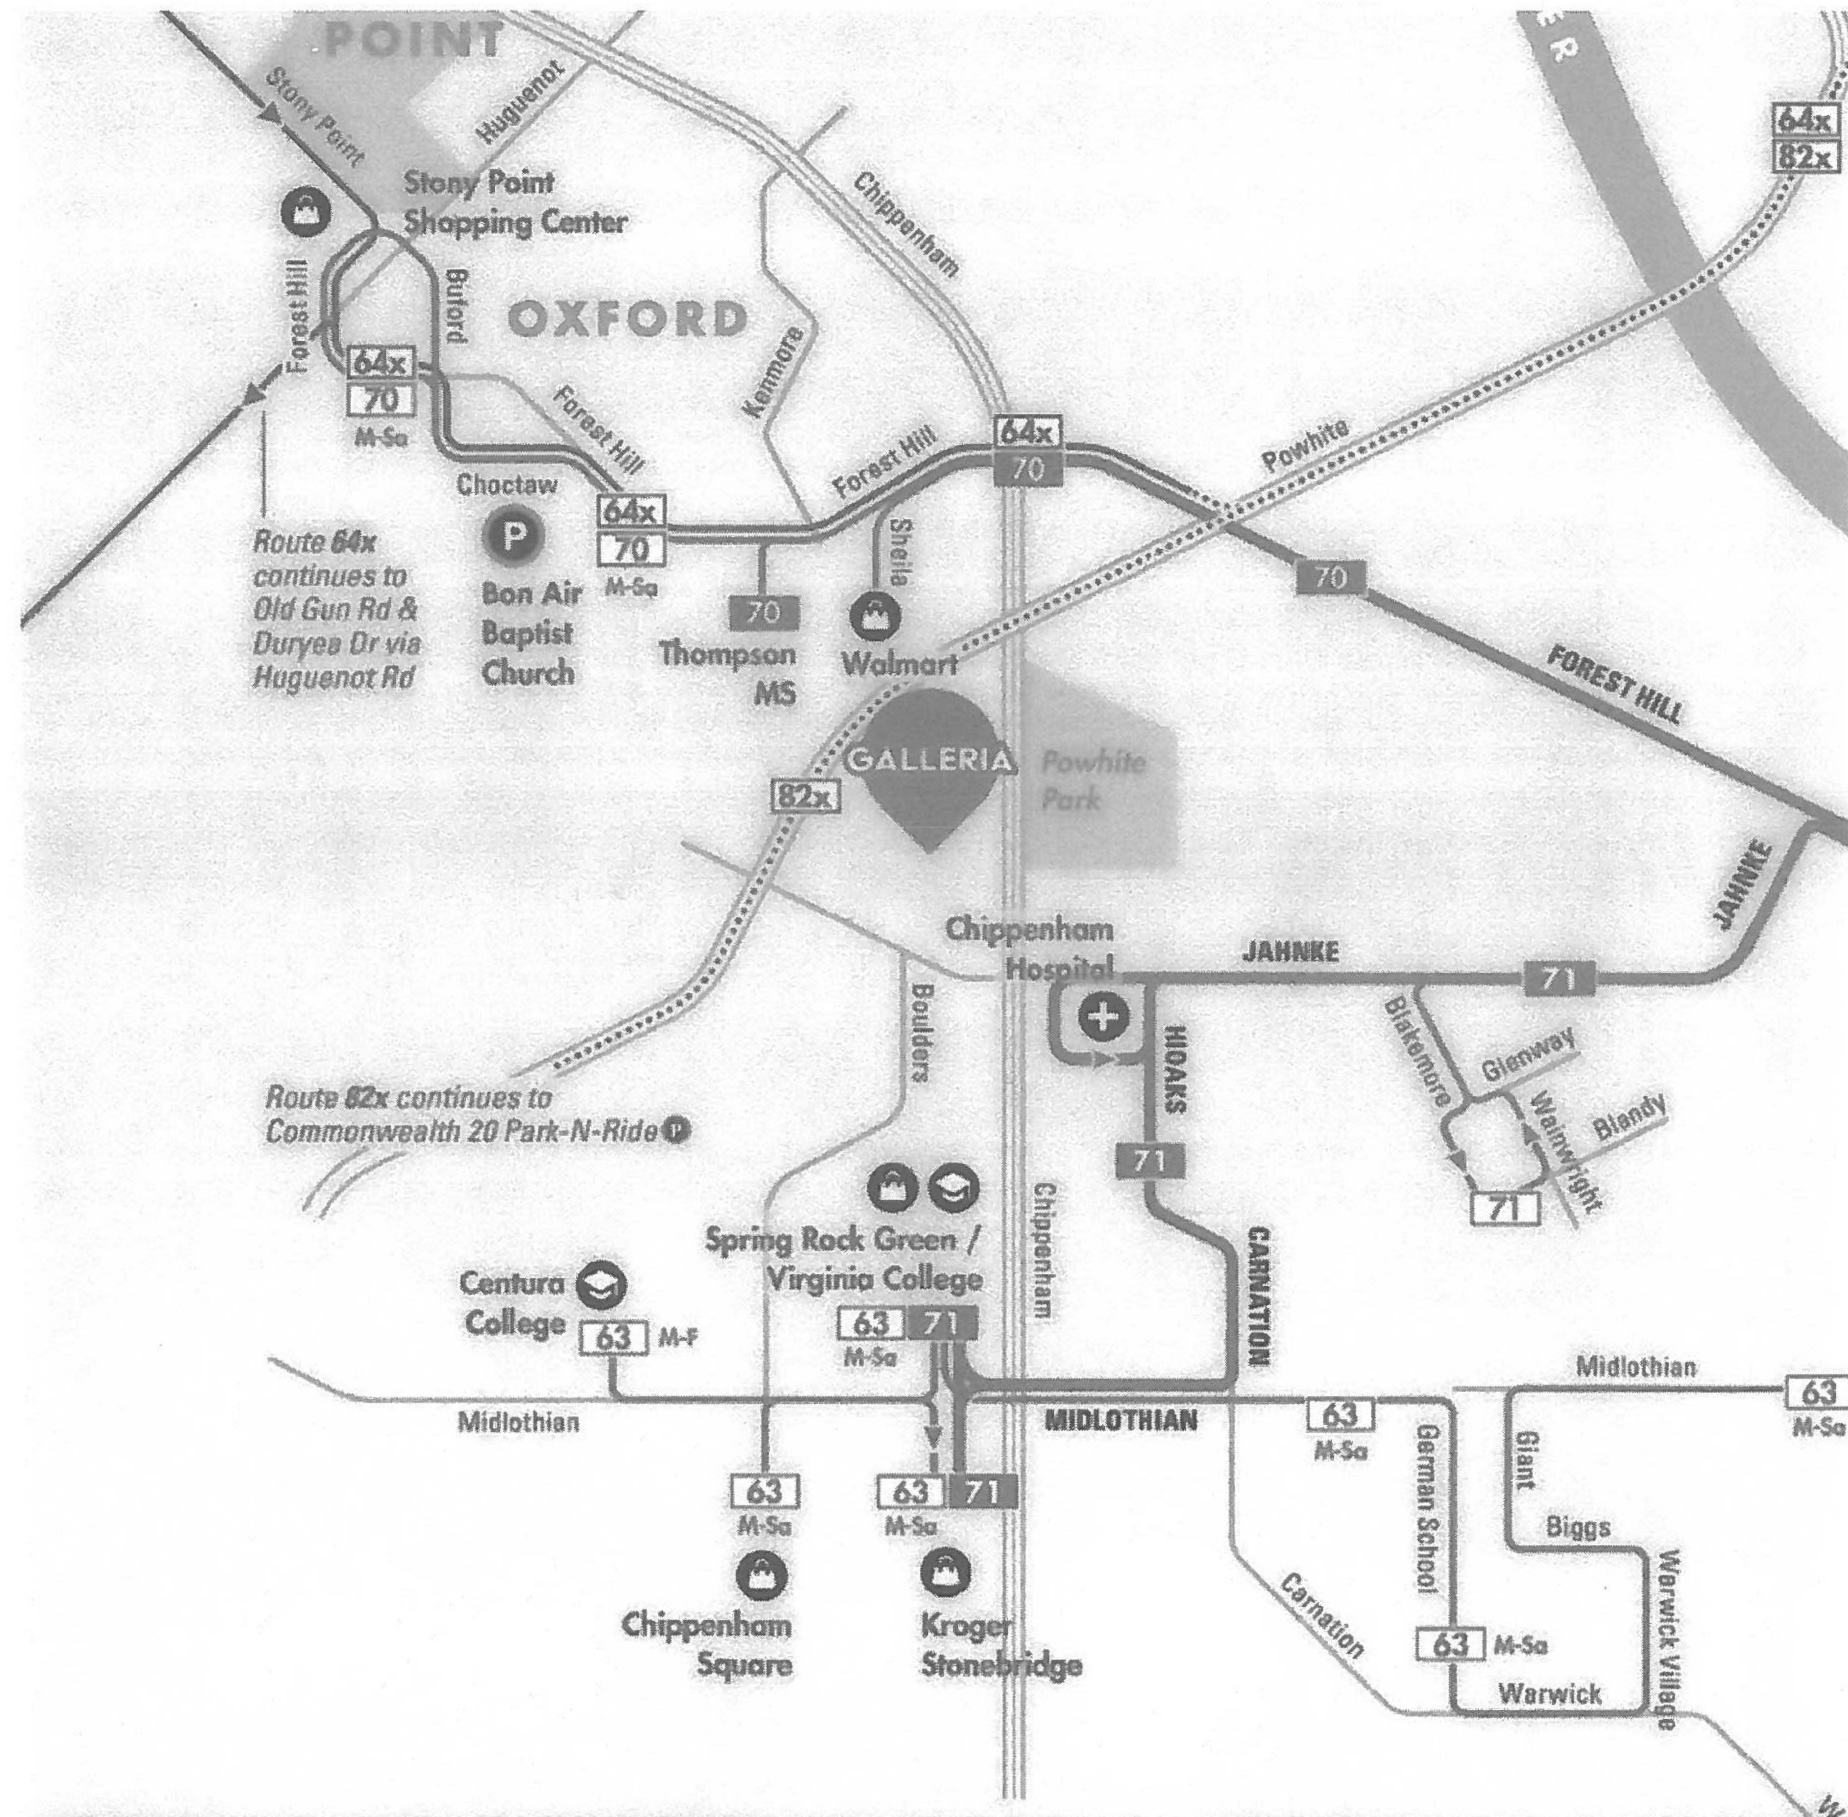 POINT
ER
Stony Point
Huguenot
64x
82x
Stony Point
Shopping Center
Chippenham
Forest Hill
Buford
OXFORD
Kenmore
64x
70
M-Sa
Forest Hill
Forest Hill
64x
70
Powhite
Choctaw
64x
70
M-Sa
Sheila
70
Route 64x
continues to
Old Gun Rd &
Duryea Dr via
Huguenot Rd
P
Bon Air
Baptist
Church
70
Thompson
MS
Walmart
FOREST HILL
GALLERIA
Powhite
Park
82x
JAHNKE
Chippenham
Hospital
JAHNKE
71
Boulders
HIOAKS
Blakemore
Glenway
Wainwright
Blandy
Route 82x continues to
Commonwealth 20 Park-N-Ride P
71
71
Chippenham
Spring Rock Green /
Virginia College
63
71
M-Sa
CARNATION
Centura
College
63
M-F
Midlothian
63
M-Sa
Midlothian
MIDLOTHIAN
63
M-Sa
German School
Giant
63
M-Sa
63
71
M-Sa
Biggs
Chippenham
Square
Kroger
Stonebridge
Carnation
63
M-Sa
Warwick Village
Warwick
W